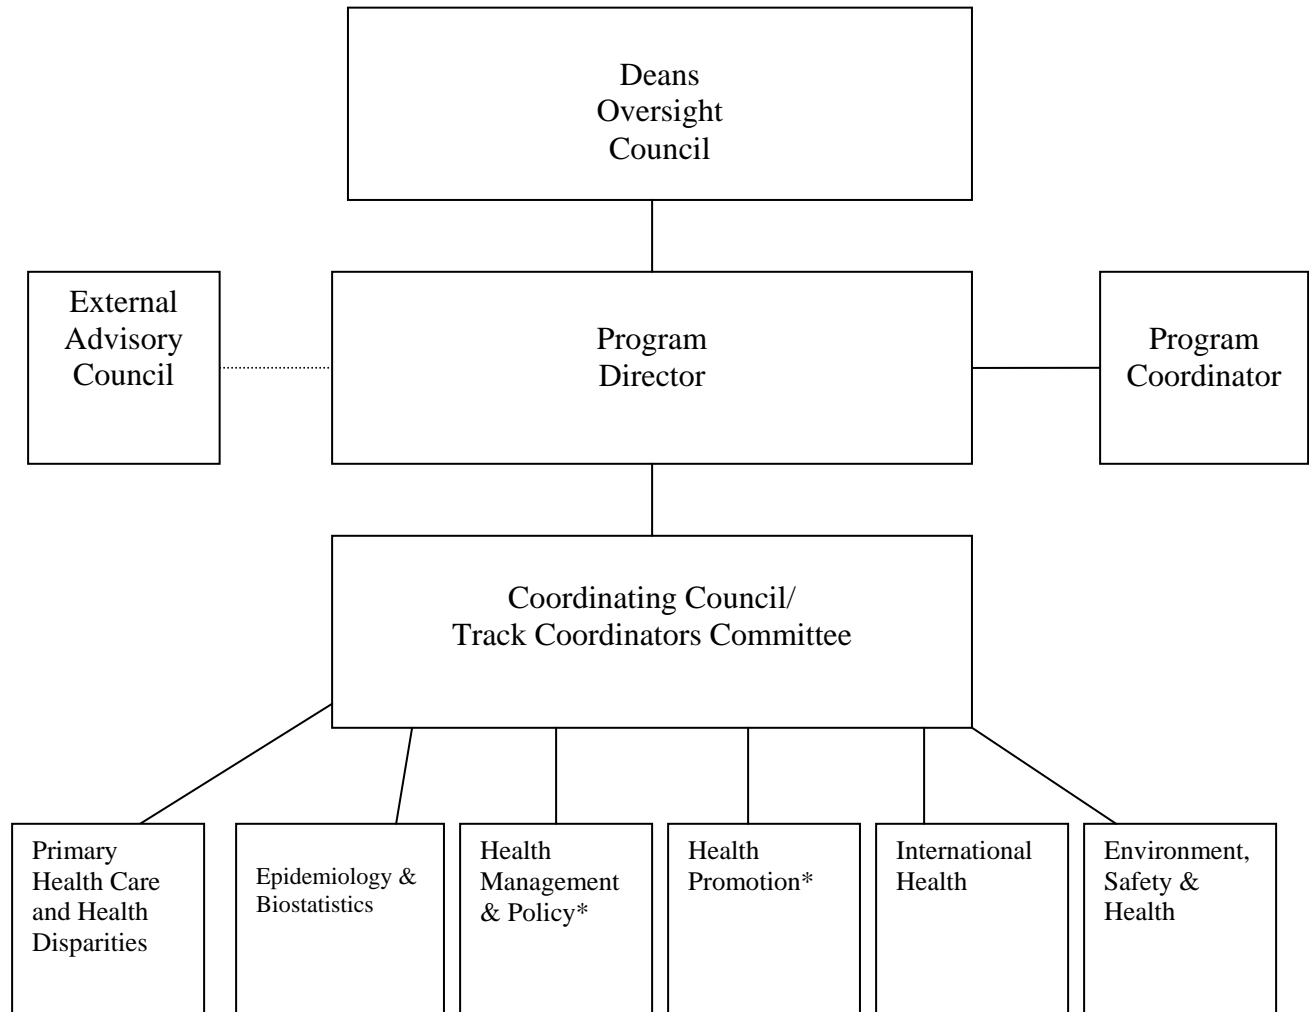 Deans
Oversight
Council
External
Advisory
Council
Program
Director
Program
Coordinator
Coordinating Council/
Track Coordinators Committee
Primary
Health Care
and Health
Disparities
Epidemiology &
Biostatistics
Health
Management
& Policy*
Health
Promotion*
International
Health
Environment,
Safety &
Health